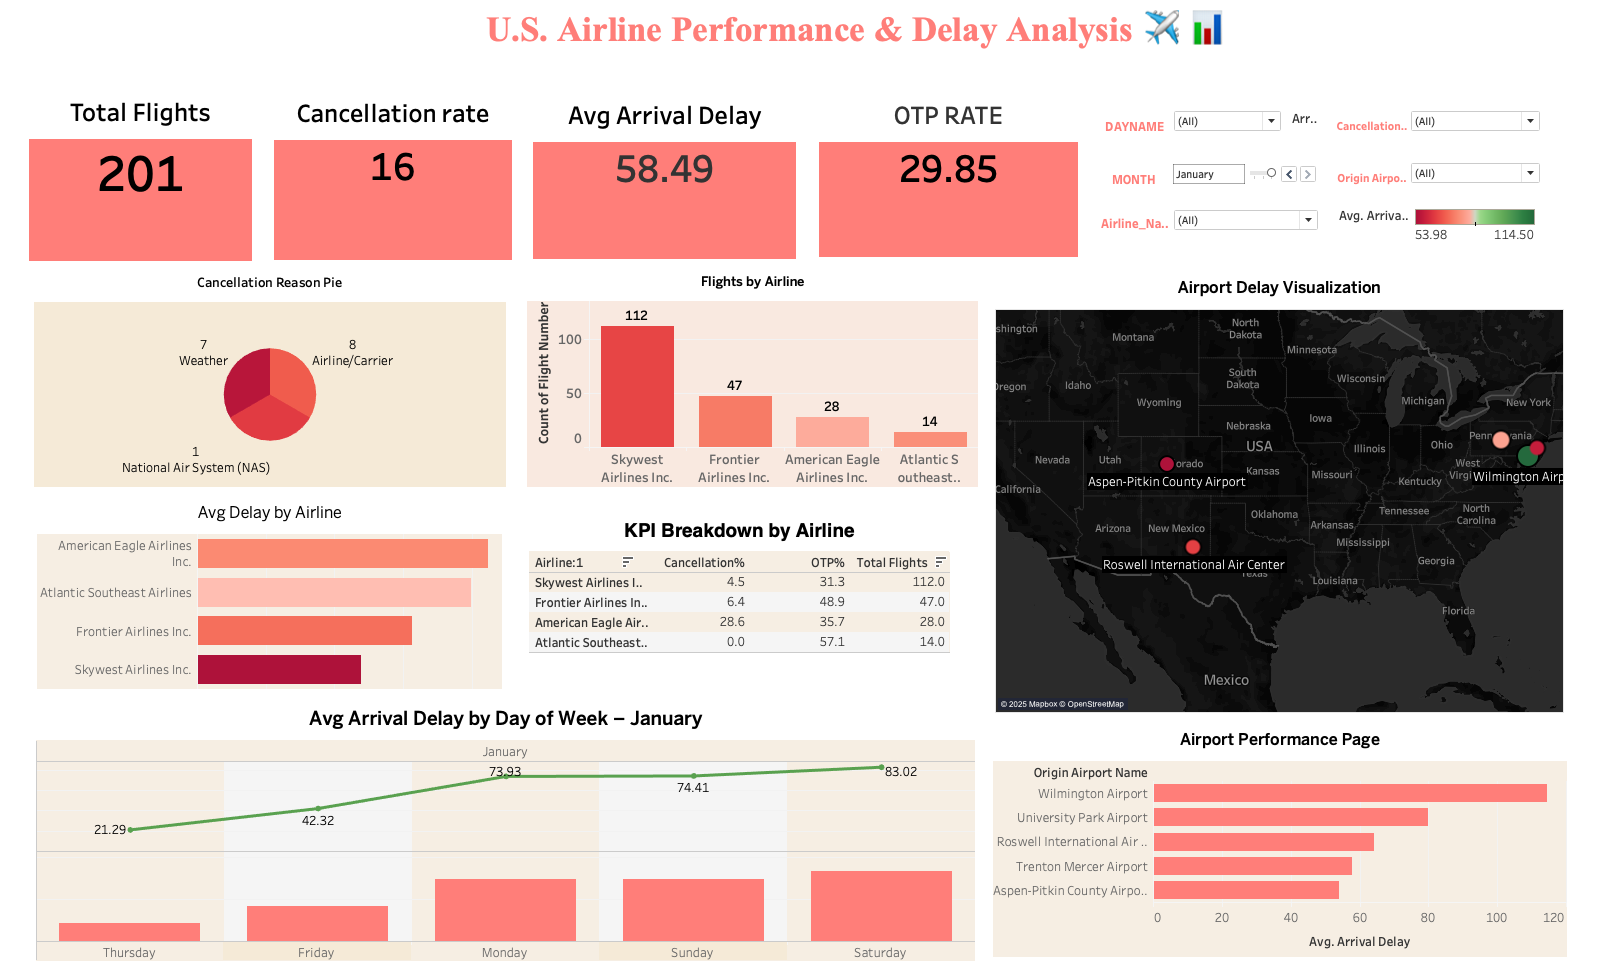 U.S. Airline Performance & Delay Analysis ✈️ 📊
Total Flights
201
Cancellation rate
16
Avg Arrival Delay
58.49
OTP RATE
29.85
DAYNAME
(All)
Arr..
Cancellation..
(All)
MONTH
January
Origin Airpo..
(All)
Airline_Na..
(All)
Avg. Arriva..
53.98
114.50
Cancellation Reason Pie
7
Weather
8
Airline/Carrier
1
National Air System (NAS)
Flights by Airline
Count of Flight Number
100
50
0
112
47
28
14
Skywest
Airlines Inc.
Frontier
Airlines Inc.
American Eagle
Airlines Inc.
Atlantic S
outheast..
Airport Delay Visualization
shington
Montana
North
Dakota
Minnesota
regon
Idaho
South
Dakota
Wisconsin
Wyoming
Michigan
New York
Iowa
Nebraska
USA
Illinois
Ohio
Penn
vania
Nevada
Utah
orado
Kansas
Missouri
West
Virgi
Kentucky
Aspen-Pitkin County Airport
Wilmington Airp
California
Oklahoma
Tennessee
North
Carolina
Arizona
New Mexico
Arkansas
Mississippi
Georgia
Roswell International Air Center
Texas
Louisiana
Florida
Mexico
© 2025 Mapbox © OpenStreetMap
Avg Delay by Airline
American Eagle Airlines
Inc.
Atlantic Southeast Airlines
Frontier Airlines Inc.
Skywest Airlines Inc.
KPI Breakdown by Airline
Airline:1 Cancellation% OTP% Total Flights
Skywest Airlines I.. 4.5 31.3 112.0
Frontier Airlines In.. 6.4 48.9 47.0
American Eagle Air.. 28.6 35.7 28.0
Atlantic Southeast.. 0.0 57.1 14.0
Avg Arrival Delay by Day of Week – January
January
21.29
42.32
73.93
74.41
83.02
Thursday
Friday
Monday
Sunday
Saturday
Airport Performance Page
Origin Airport Name
Wilmington Airport
University Park Airport
Roswell International Air ..
Trenton Mercer Airport
Aspen-Pitkin County Airpo..
0 20 40 60 80 100 120
Avg. Arrival Delay